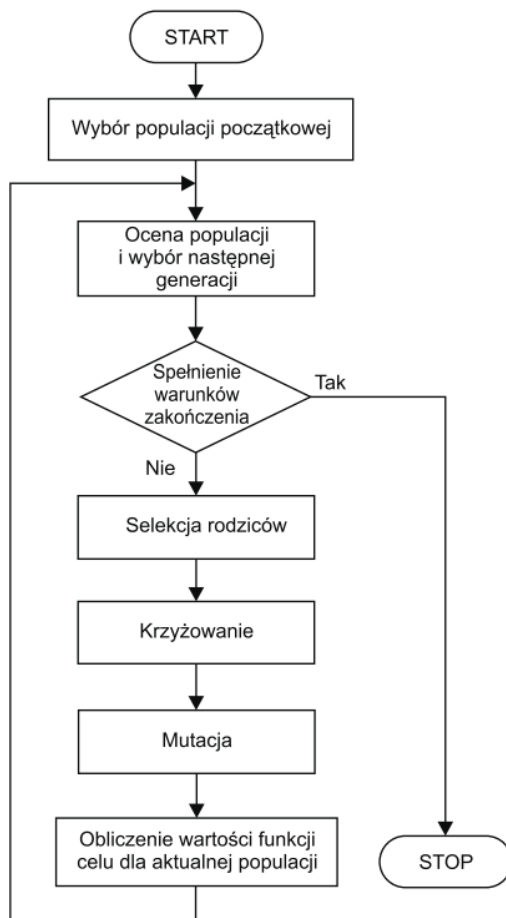 START
Wybór populacji początkowej
Ocena populacji
i wybór następnej
generacji
Spełnienie
warunków
zakończenia
Tak
Nie
Selekcja rodziców
Krzyżowanie
Mutacja
Obliczenie wartości funkcji
celu dla aktualnej populacji
STOP